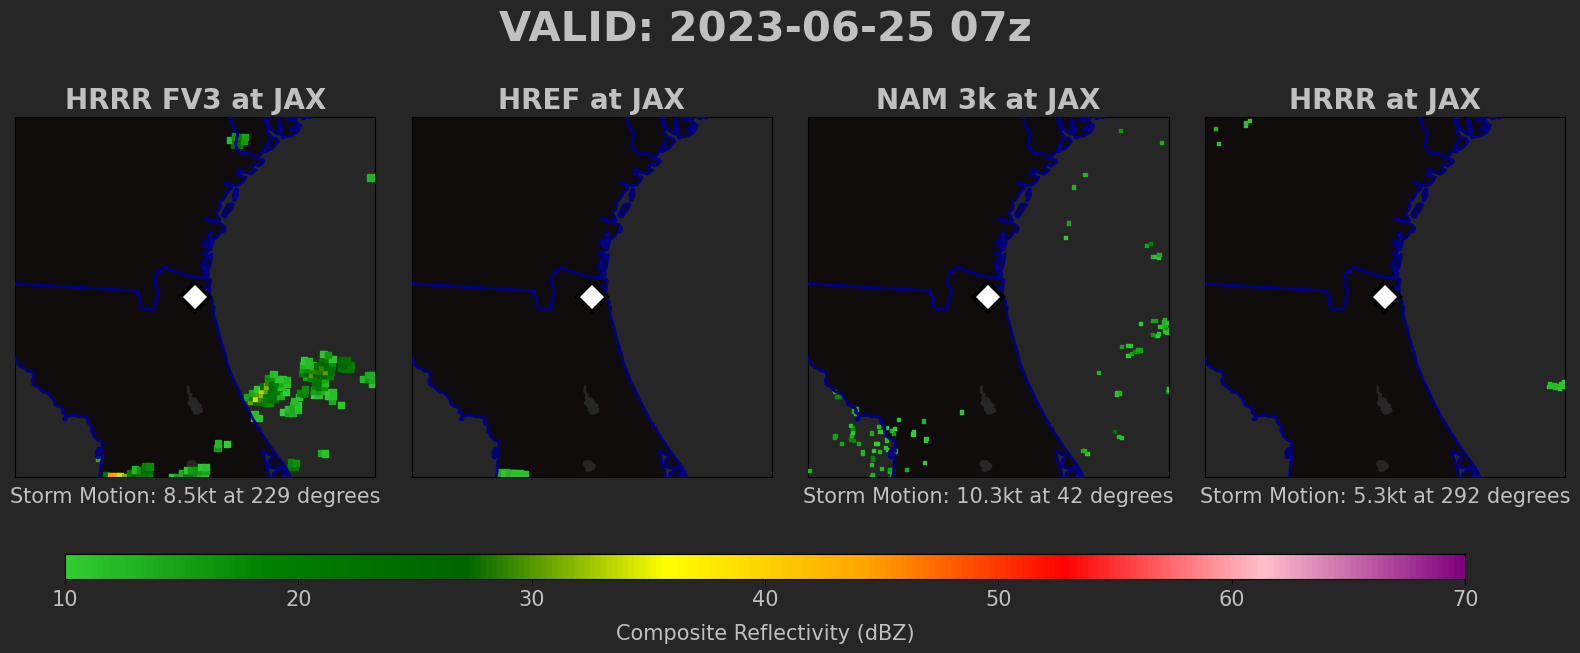 VALID: 2023-06-25 07z
HRRR FV3 at JAX
HREF at JAX
NAM 3k at JAX
HRRR at JAX
Storm Motion: 8.5kt at 229 degrees
Storm Motion: 10.3kt at 42 degrees
Storm Motion: 5.3kt at 292 degrees
10 20 30 40 50 60 70
Composite Reflectivity (dBZ)